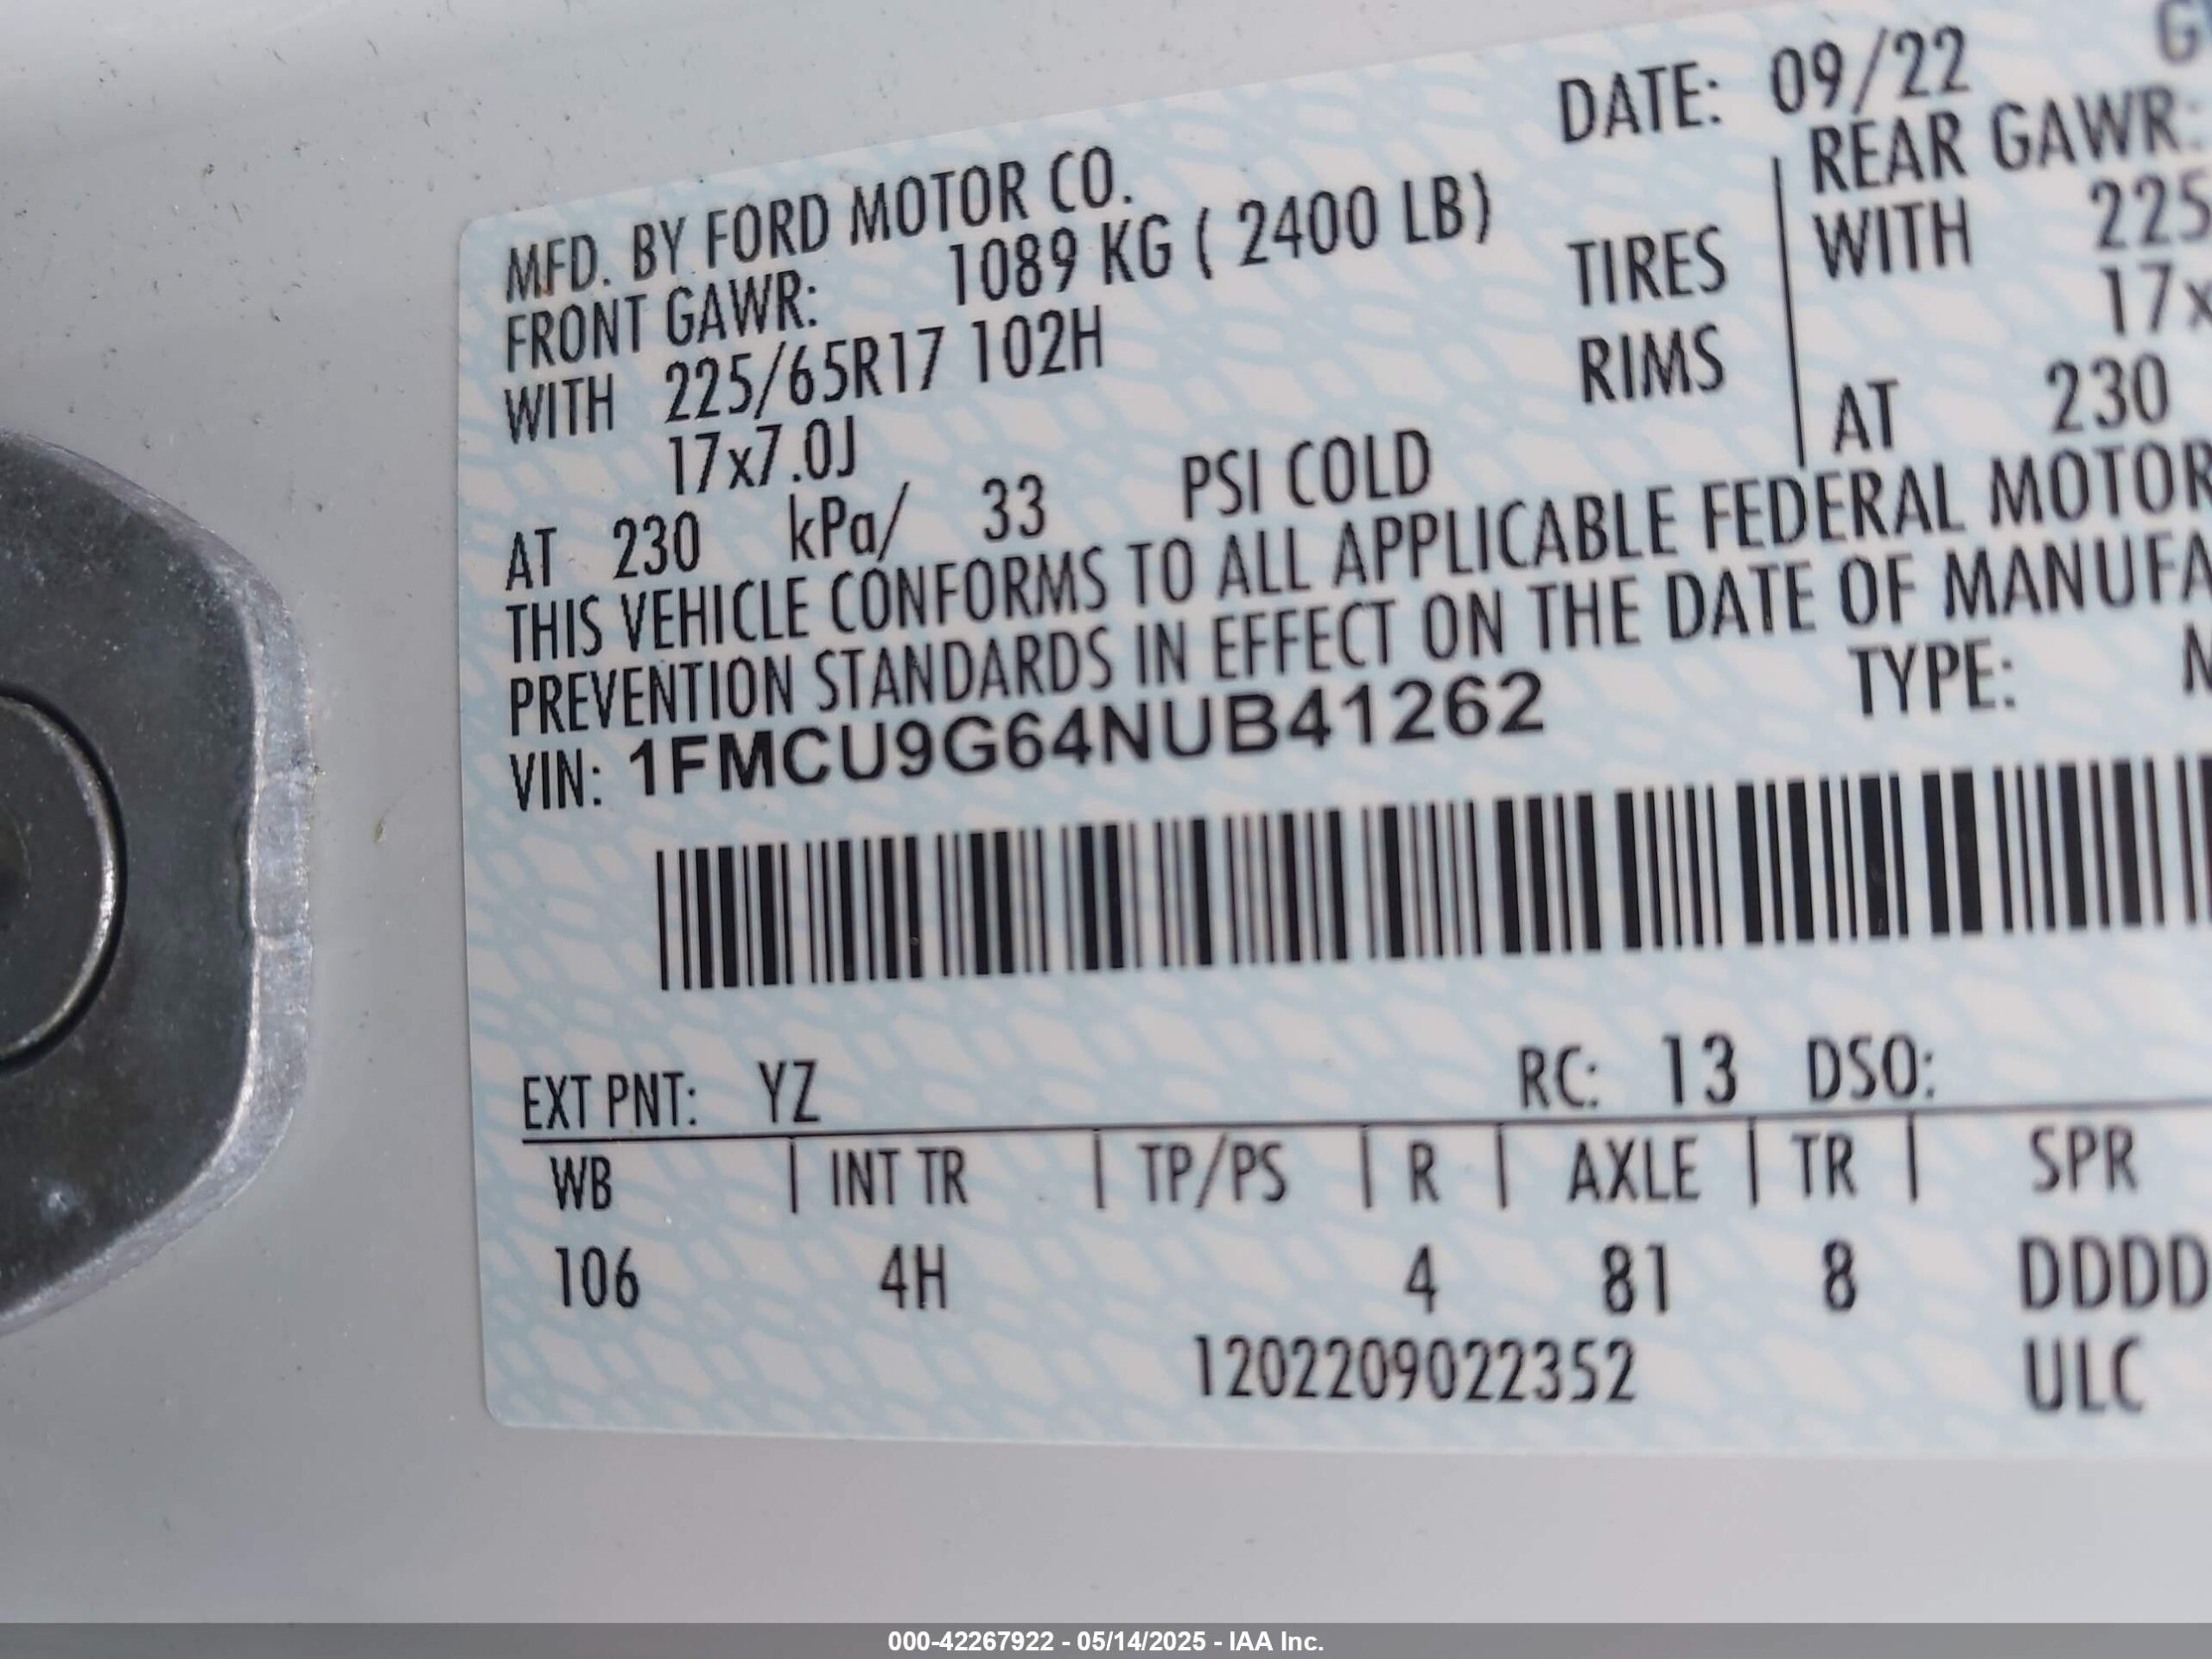 DATE: 09/22
MFD. BY FORD MOTOR CO.
FRONT GAWR: 1089 KG ( 2400 LB)
WITH 225/65R17 102H TIRES
17x7.0J RIMS
AT 230 kPa/ 33 PSI COLD
REAR GAWR:
WITH 225
17x
AT 230
THIS VEHICLE CONFORMS TO ALL APPLICABLE FEDERAL MOTOR
PREVENTION STANDARDS IN EFFECT ON THE DATE OF MANUFA
VIN: 1FMCU9G64NUB41262 TYPE:
EXT PNT: YZ RC: 13 DSO:
WB | INT TR | TP/PS | R | AXLE | TR | SPR
106 4H 4 81 8 DDDD
1202209022352 ULC
000-42267922 - 05/14/2025 - IAA Inc.